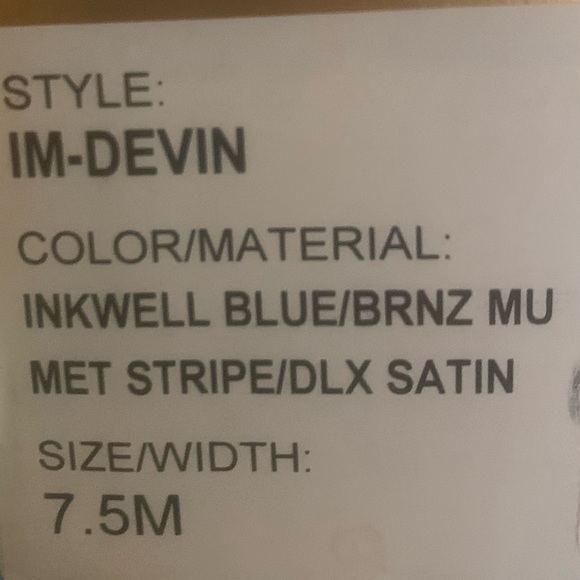 STYLE:
IM-DEVIN
COLOR/MATERIAL:
INKWELL BLUE/BRNZ MU
MET STRIPE/DLX SATIN
SIZE/WIDTH:
7.5M